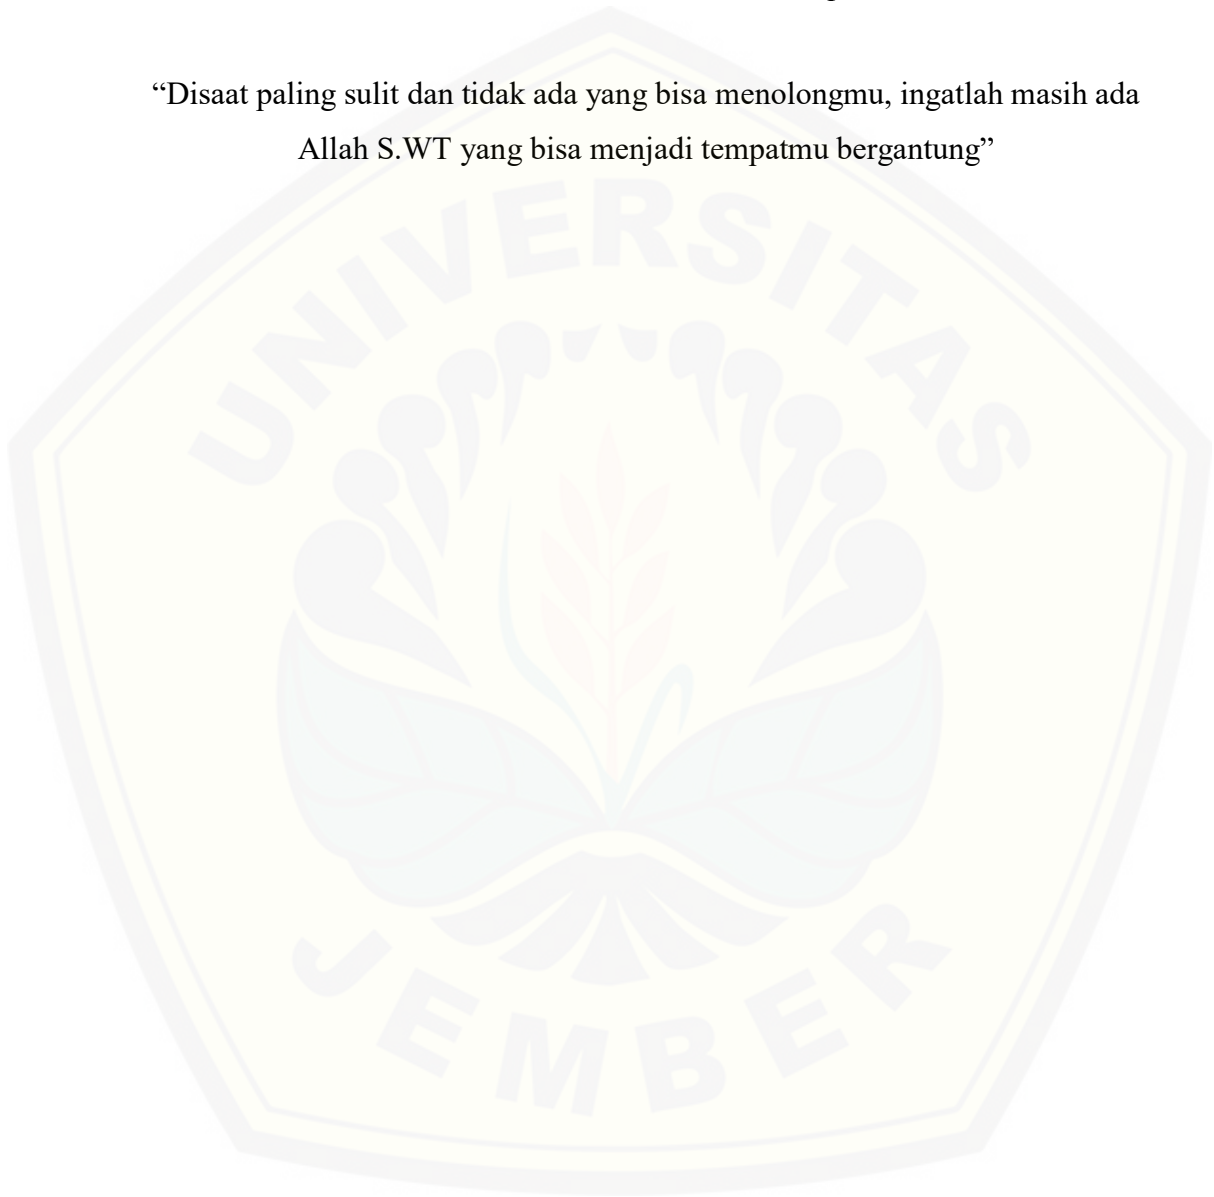 “Disaat paling sulit dan tidak ada yang bisa menolongmu, ingatlah masih ada
Allah S.WT yang bisa menjadi tempatmu bergantung”
UNIVERSITAS
JEMBER